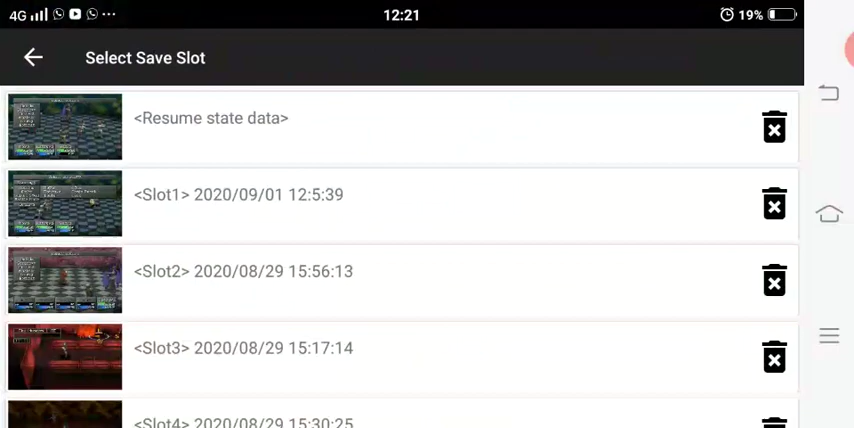 4G 12:21 19%
Select Save Slot
<Resume state data>
<Slot1> 2020/09/01 12:5:39
<Slot2> 2020/08/29 15:56:13
<Slot3> 2020/08/29 15:17:14
<Slot4> 2020/08/29 15:30:25